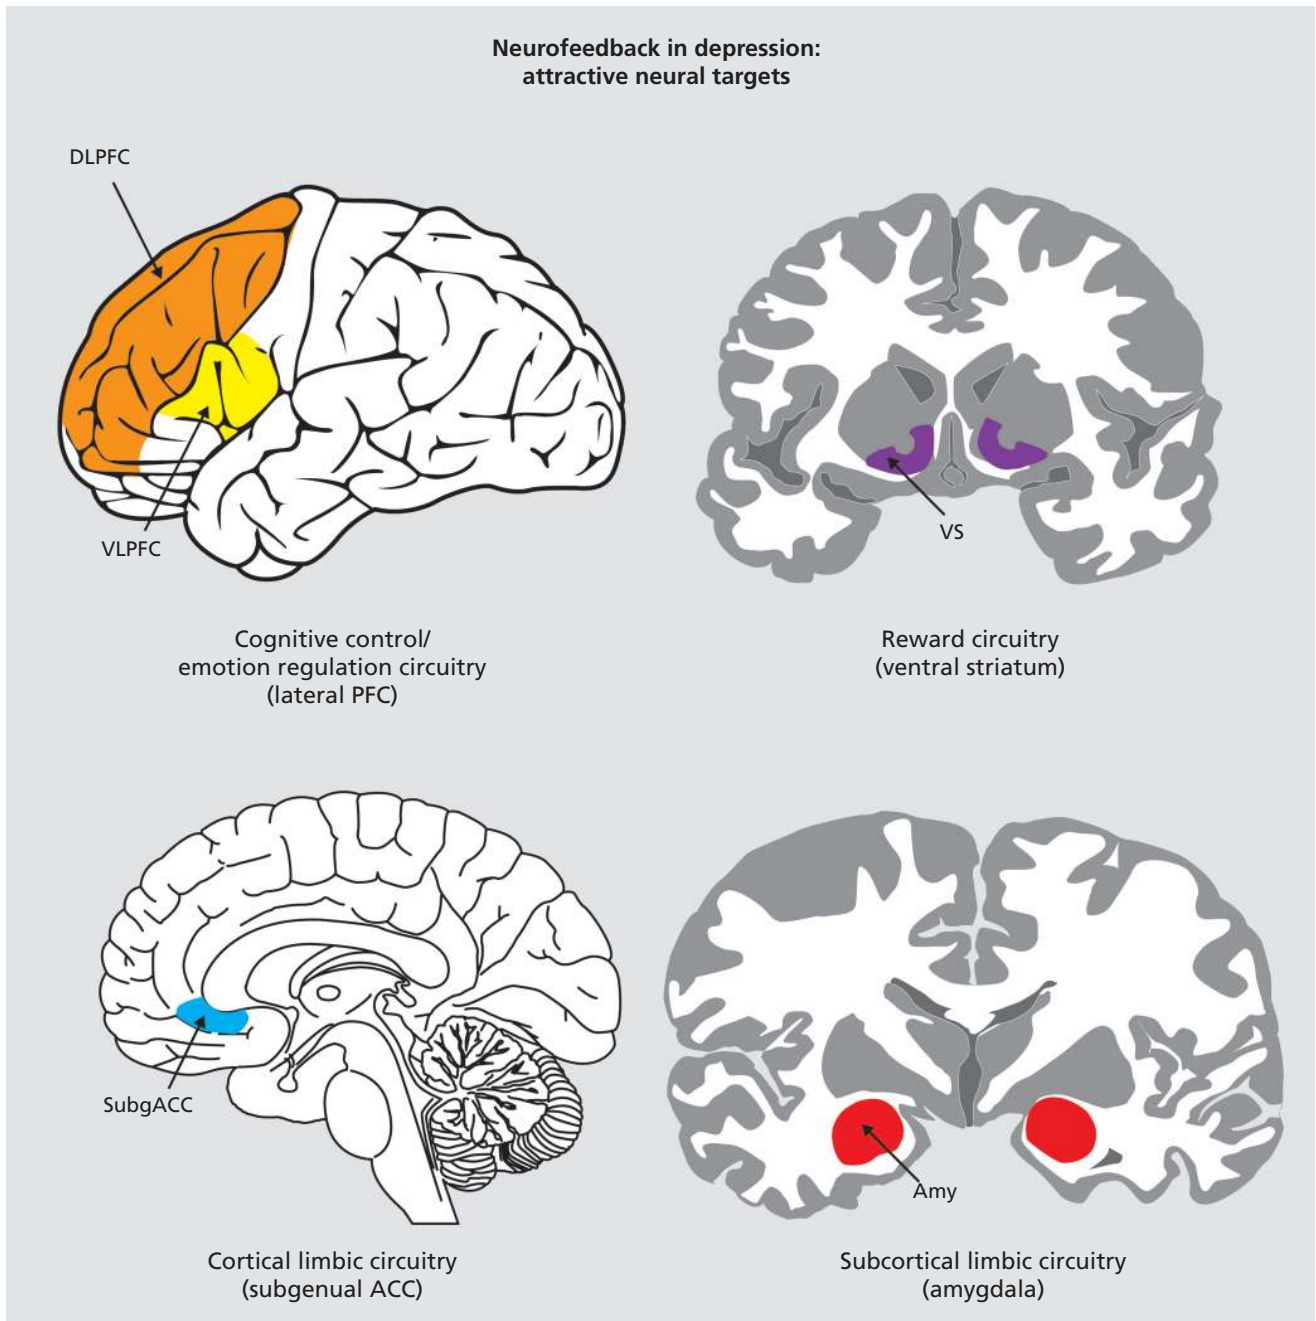 Neurofeedback in depression:
attractive neural targets
DLPFC
VLPFC
Cognitive control/
emotion regulation circuitry
(lateral PFC)
VS
Reward circuitry
(ventral striatum)
SubgACC
Cortical limbic circuitry
(subgenual ACC)
Amy
Subcortical limbic circuitry
(amygdala)